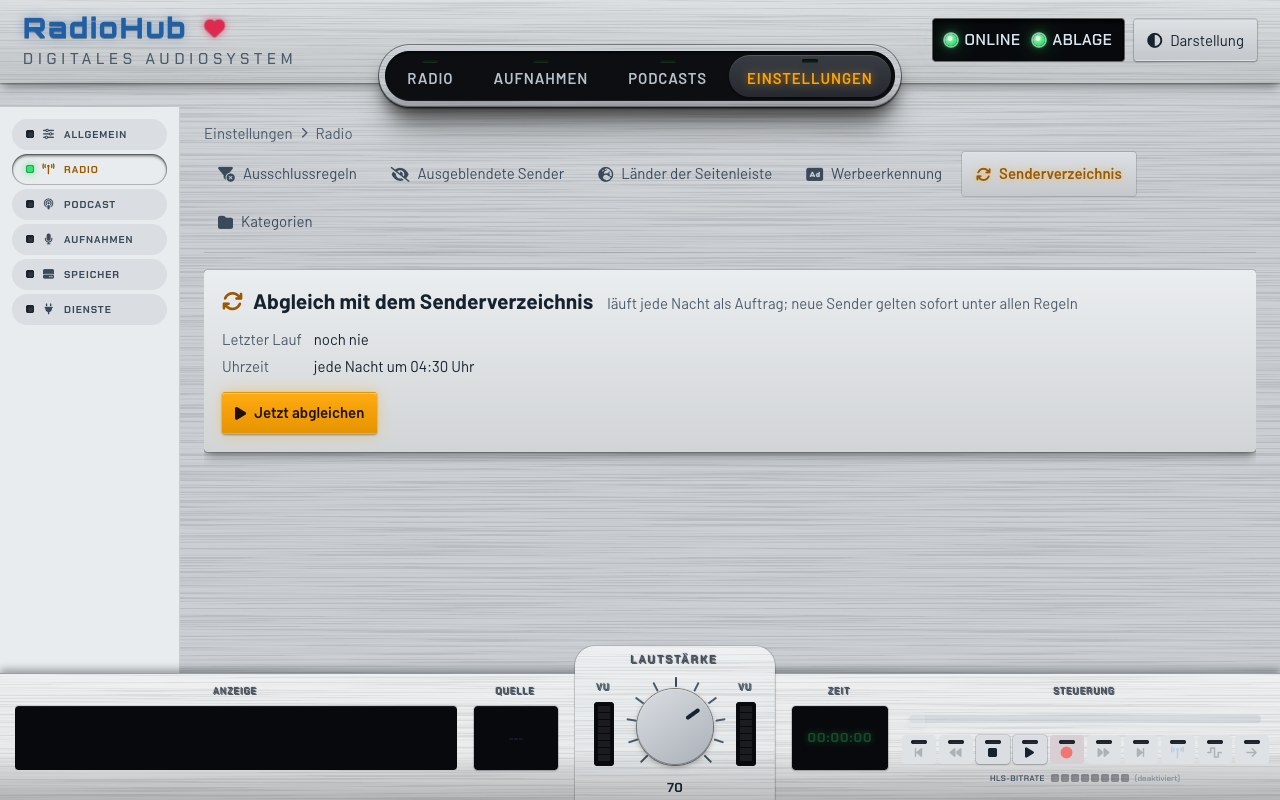 RadioHub
DIGITALES AUDIOSYSTEM
RADIO
AUFNAHMEN
PODCASTS
EINSTELLUNGEN
ONLINE
ABLAGE
Darstellung
ALLGEMEIN
RADIO
PODCAST
AUFNAHMEN
SPEICHER
DIENSTE
Einstellungen > Radio
Ausschlussregeln
Ausgeblendete Sender
Länder der Seitenleiste
Ad Werbeerkennung
Senderverzeichnis
Kategorien
Abgleich mit dem Senderverzeichnis läuft jede Nacht als Auftrag; neue Sender gelten sofort unter allen Regeln
Letzter Lauf noch nie
Uhrzeit jede Nacht um 04:30 Uhr
Jetzt abgleichen
ANZEIGE
QUELLE
---
LAUTSTÄRKE
VU
VU
70
ZEIT
00:00:00
STEUERUNG
HLS-BITRATE
(deaktiviert)